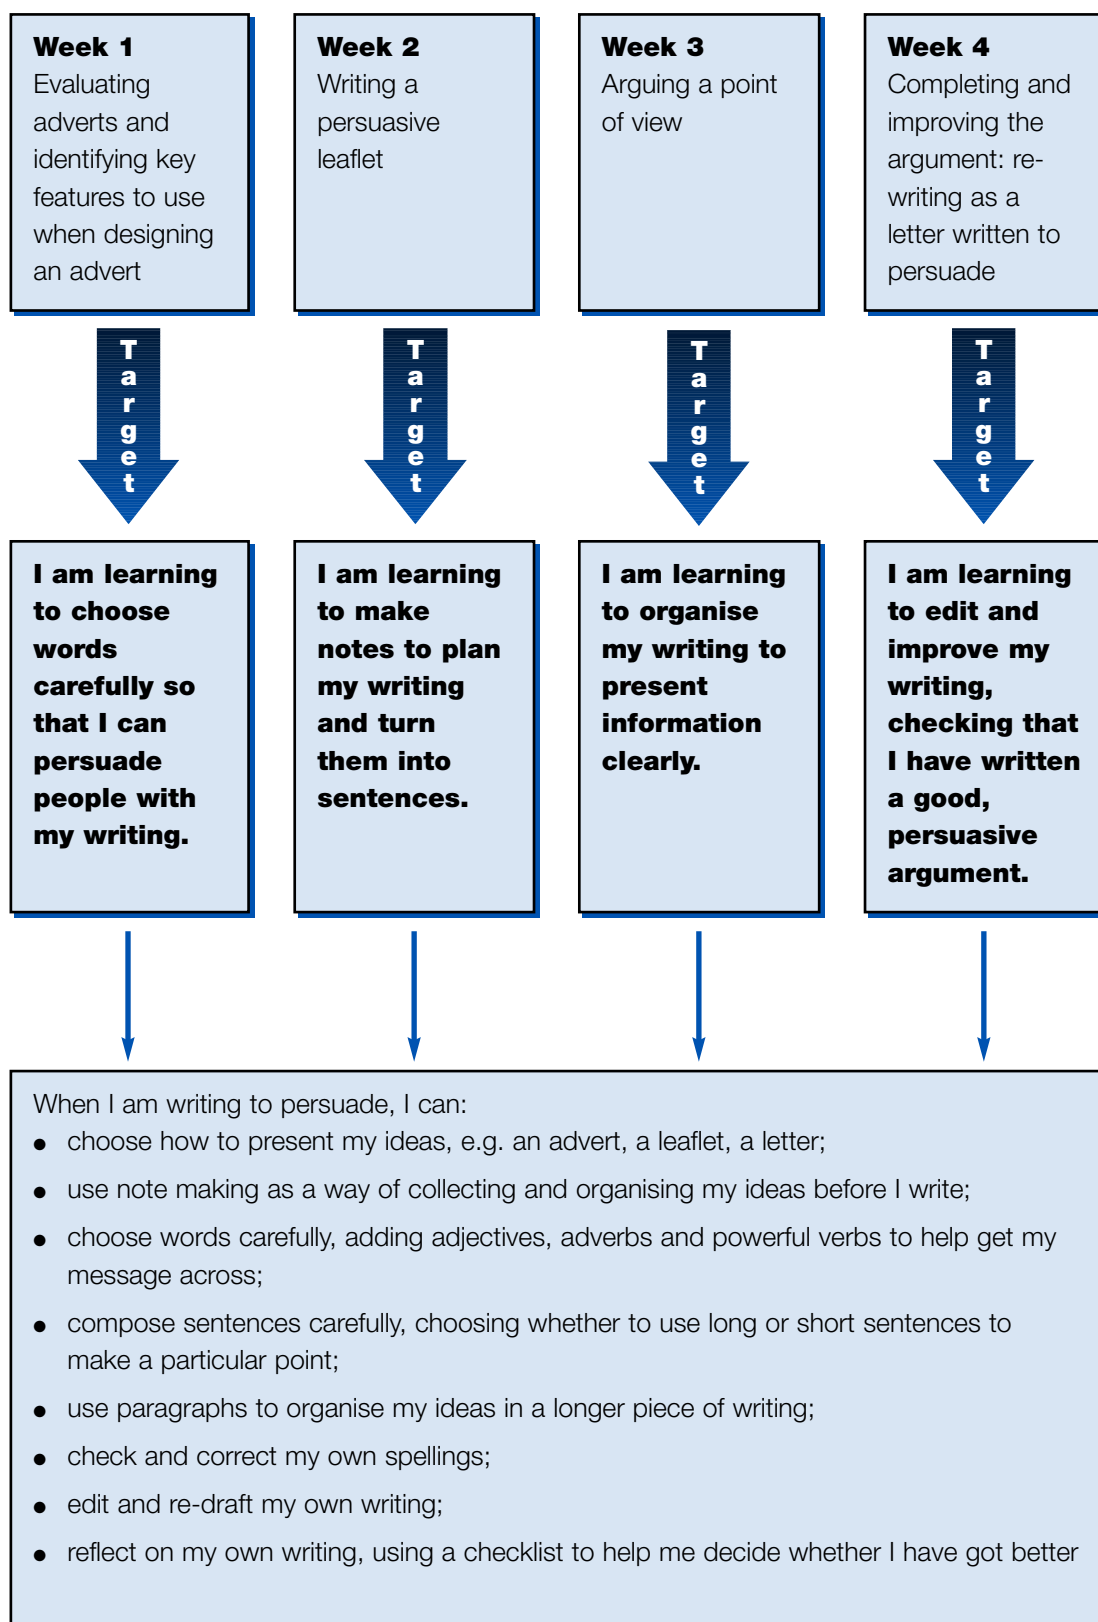 Week 1
Evaluating
adverts and
identifying key
features to use
when designing
an advert
Week 2
Writing a
persuasive
leaflet
Week 3
Arguing a point
of view
Week 4
Completing and
improving the
argument: re-
writing as a
letter written to
persuade
Target
Target
Target
Target
I am learning
to choose
words
carefully so
that I can
persuade
people with
my writing.
I am learning
to make
notes to plan
my writing
and turn
them into
sentences.
I am learning
to organise
my writing to
present
information
clearly.
I am learning
to edit and
improve my
writing,
checking that
I have written
a good,
persuasive
argument.
When I am writing to persuade, I can:
● choose how to present my ideas, e.g. an advert, a leaflet, a letter;
● use note making as a way of collecting and organising my ideas before I write;
● choose words carefully, adding adjectives, adverbs and powerful verbs to help get my
message across;
● compose sentences carefully, choosing whether to use long or short sentences to
make a particular point;
● use paragraphs to organise my ideas in a longer piece of writing;
● check and correct my own spellings;
● edit and re-draft my own writing;
● reflect on my own writing, using a checklist to help me decide whether I have got better